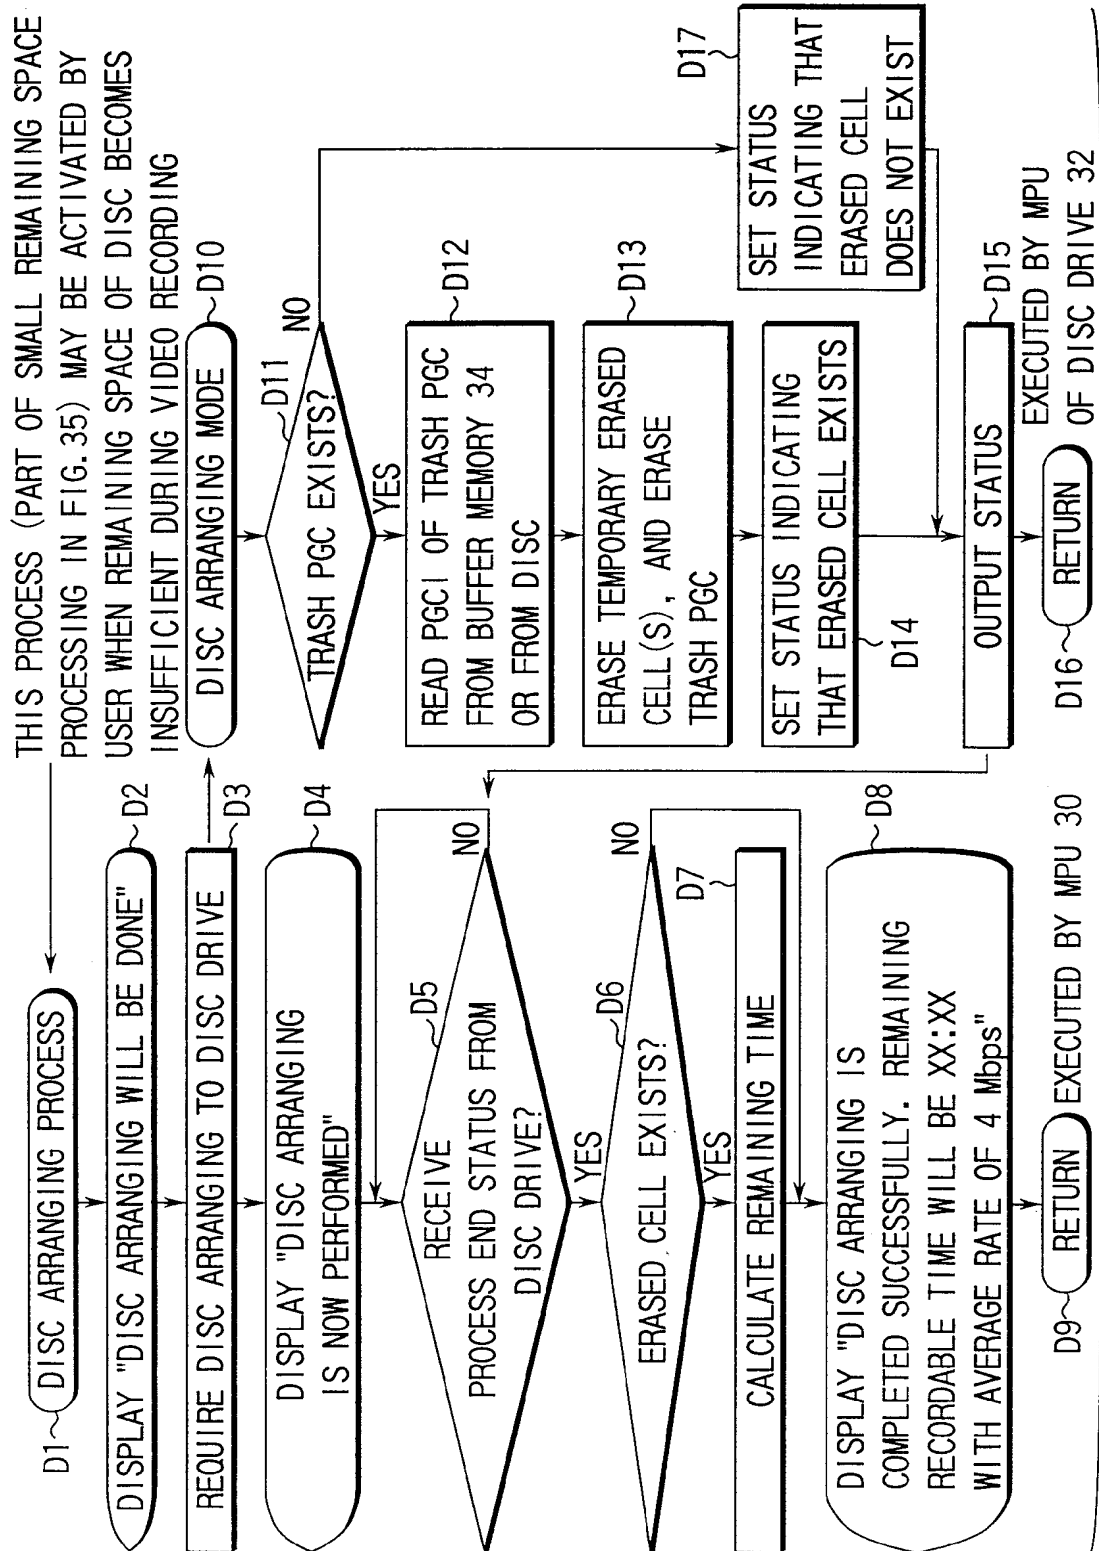 THIS PROCESS (PART OF SMALL REMAINING SPACE
PROCESSING IN FIG.35) MAY BE ACTIVATED BY
USER WHEN REMAINING SPACE OF DISC BECOMES
INSUFFICIENT DURING VIDEO RECORDING
D1
DISC ARRANGING PROCESS
DISPLAY "DISC ARRANGING WILL BE DONE"
D2
REQUIRE DISC ARRANGING TO DISC DRIVE
D3
DISPLAY "DISC ARRANGING
IS NOW PERFORMED"
D4
RECEIVE
PROCESS END STATUS FROM
DISC DRIVE?
D5
NO
YES
ERASED CELL EXISTS?
D6
NO
YES
CALCULATE REMAINING TIME
D7
DISPLAY "DISC ARRANGING IS
COMPLETED SUCCESSFULLY. REMAINING
RECORDABLE TIME WILL BE XX:XX
WITH AVERAGE RATE OF 4 Mbps"
D8
D9
RETURN
EXECUTED BY MPU 30
DISC ARRANGING MODE
D10
TRASH PGC EXISTS?
D11
NO
YES
READ PGCI OF TRASH PGC
FROM BUFFER MEMORY 34
OR FROM DISC
D12
ERASE TEMPORARY ERASED
CELL(S), AND ERASE
TRASH PGC
D13
SET STATUS INDICATING
THAT ERASED CELL EXISTS
D14
SET STATUS
INDICATING THAT
ERASED CELL
DOES NOT EXIST
D17
OUTPUT STATUS
D15
D16
RETURN
EXECUTED BY MPU
OF DISC DRIVE 32